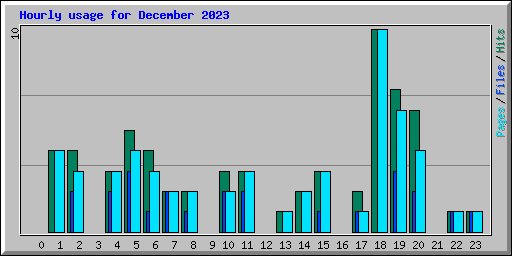 Hourly usage for December 2023
10
Pages/Files/Hits
0 1 2 3 4 5 6 7 8 9 10 11 12 13 14 15 16 17 18 19 20 21 22 23